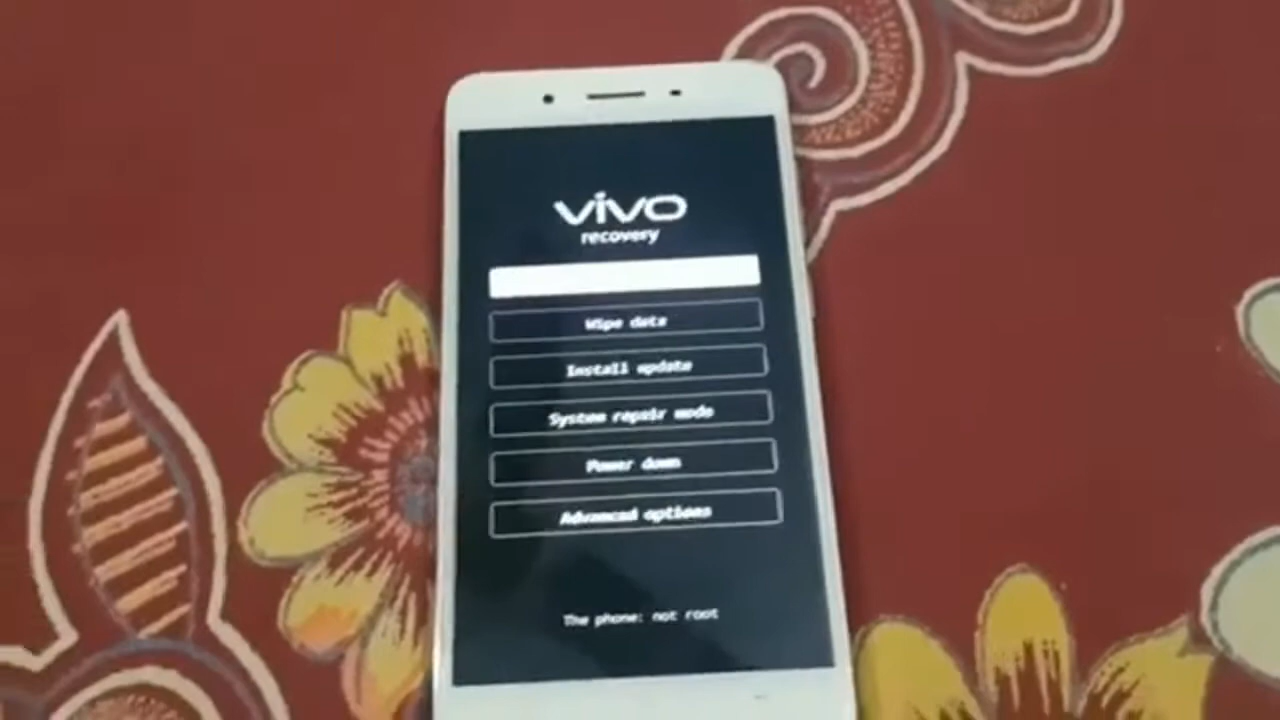 vivo
recovery
Wipe data
Install update
System repair mode
Power down
Advanced options
The phone: not root